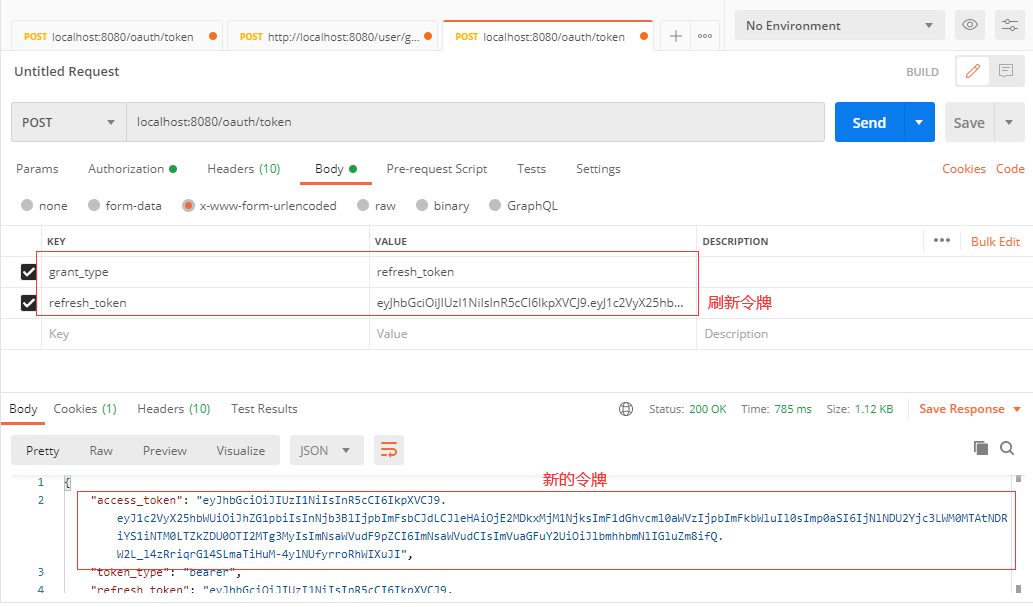 POST localhost:8080/oauth/token
POST http://localhost:8080/user/g...
POST localhost:8080/oauth/token
No Environment
Untitled Request
BUILD
POST localhost:8080/oauth/token
Send
Save
Params Authorization Headers (10) Body Pre-request Script Tests Settings Cookies Code
none form-data x-www-form-urlencoded raw binary GraphQL
KEY VALUE DESCRIPTION ••• Bulk Edit
grant_type refresh_token
refresh_token eyJhbGciOiJIUzI1NiIsInR5cCI6IkpXVCJ9.eyJ1c2VyX25hb...
刷新令牌
Key Value Description
Body Cookies (1) Headers (10) Test Results Status: 200 OK Time: 785 ms Size: 1.12 KB Save Response
Pretty Raw Preview Visualize JSON
新的令牌
1 {
2 "access_token": "eyJhbGciOiJIUzI1NiIsInR5cCI6IkpXVCJ9.
eyJ1c2VyX25hbWUiOiJhZG1pbiIsInNjb3BlIjpbImFsbCJdLCJleHAiOjE2MDkxMjM1NjksImF1dGhvcml0aWVzIjpbImFkbWluIl0sImp0aSI6IjNlNDU2Yjc3LWM0MTAtNDR
iYS1iNTM0LTZkZDU0OTI2MTg3MyIsImNsaWVudF9pZCI6ImNsaWVudCIsImVuaGFuY2UiOiJlbmhhbmNlIGluZm8ifQ.
W2L_l4zRriqrG14SLmaTiHuM-4ylNUfyrroRhWIXuJI",
3 "token_type": "bearer",
4 "refresh_token": "eyJhbGciOiJIUzI1NiIsInR5cCI6IkpXVCJ9.